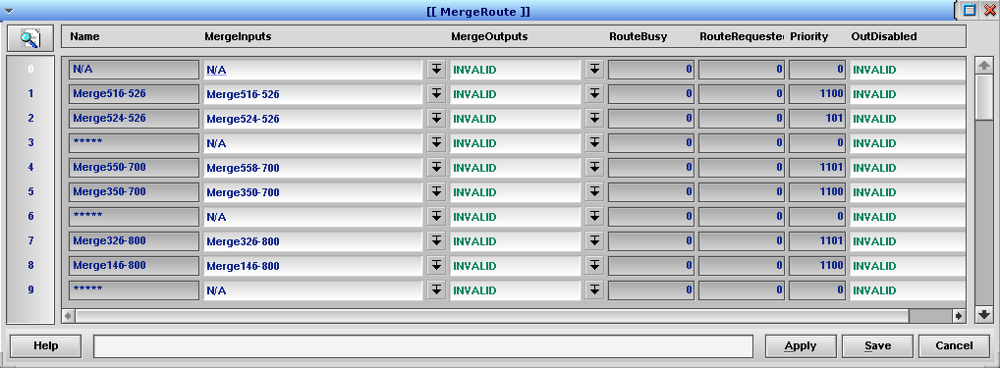 [[ MergeRoute ]]
Name MergeInputs MergeOutputs RouteBusy RouteRequested Priority OutDisabled
0 N/A N/A INVALID 0 0 0 INVALID
1 Merge516-526 Merge516-526 INVALID 0 0 1100 INVALID
2 Merge524-526 Merge524-526 INVALID 0 0 101 INVALID
3 ***** N/A INVALID 0 0 0 INVALID
4 Merge550-700 Merge558-700 INVALID 0 0 1101 INVALID
5 Merge350-700 Merge350-700 INVALID 0 0 1100 INVALID
6 ***** N/A INVALID 0 0 0 INVALID
7 Merge326-800 Merge326-800 INVALID 0 0 1101 INVALID
8 Merge146-800 Merge146-800 INVALID 0 0 1100 INVALID
9 ***** N/A INVALID 0 0 0 INVALID
Help Apply Save Cancel